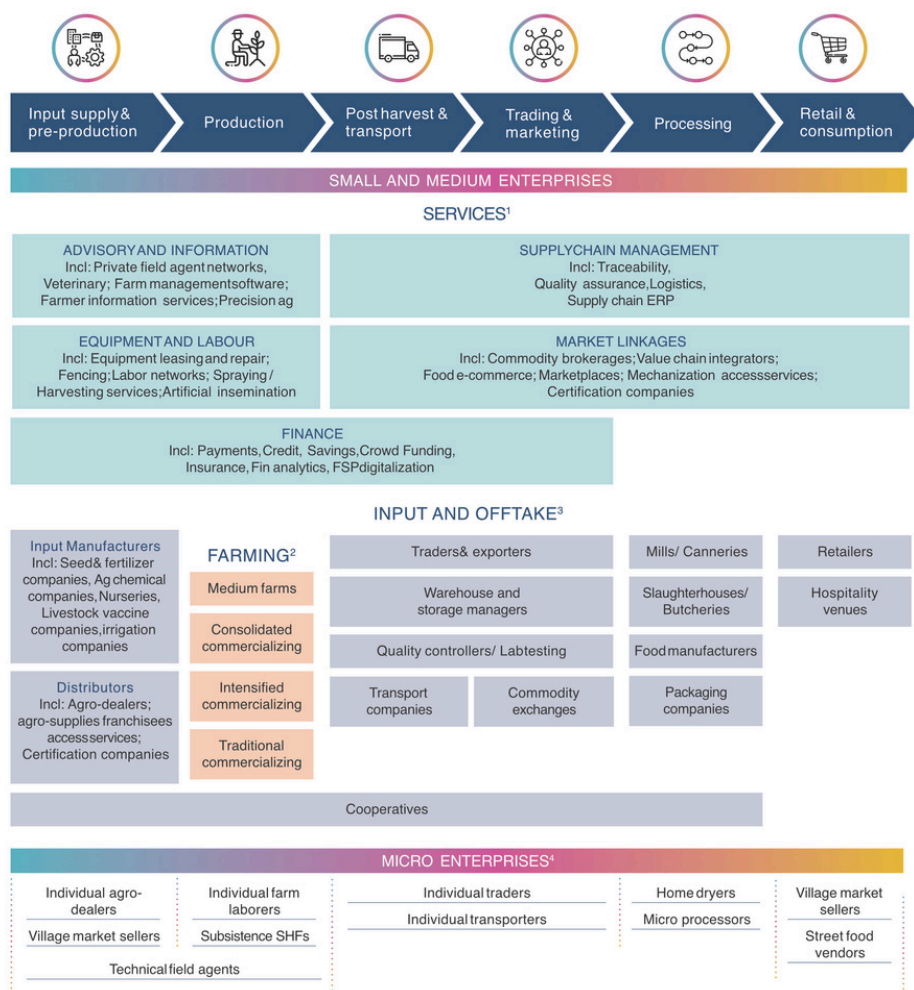 Input supply &
pre-production
Production
Post harvest &
transport
Trading &
marketing
Processing
Retail &
consumption
SMALL AND MEDIUM ENTERPRISES
SERVICES¹
ADVISORY AND INFORMATION
Incl: Private field agent networks,
Veterinary; Farm management software;
Farmer information services; Precision ag
SUPPLYCHAIN MANAGEMENT
Incl: Traceability,
Quality assurance, Logistics,
Supply chain ERP
EQUIPMENT AND LABOUR
Incl: Equipment leasing and repair;
Fencing; Labor networks; Spraying /
Harvesting services; Artificial insemination
MARKET LINKAGES
Incl: Commodity brokerages; Value chain integrators;
Food e-commerce; Marketplaces; Mechanization access services;
Certification companies
FINANCE
Incl: Payments, Credit, Savings, Crowd Funding,
Insurance, Fin analytics, FSP digitalization
INPUT AND OFFTAKE³
Input Manufacturers
Incl: Seed & fertilizer
companies, Ag chemical
companies, Nurseries,
Livestock vaccine
companies, irrigation
companies
Distributors
Incl: Agro-dealers;
agro-supplies franchisees
access services;
Certification companies
FARMING²
Medium farms
Consolidated
commercializing
Intensified
commercializing
Traditional
commercializing
Traders & exporters
Warehouse and
storage managers
Quality controllers/ Lab testing
Transport
companies
Commodity
exchanges
Mills/ Canneries
Slaughterhouses/
Butcheries
Food manufacturers
Packaging
companies
Retailers
Hospitality
venues
Cooperatives
MICRO ENTERPRISES⁴
Individual agro-
dealers
Village market sellers
Individual farm
laborers
Subsistence SHFs
Technical field agents
Individual traders
Individual transporters
Home dryers
Micro processors
Village market
sellers
Street food
vendors